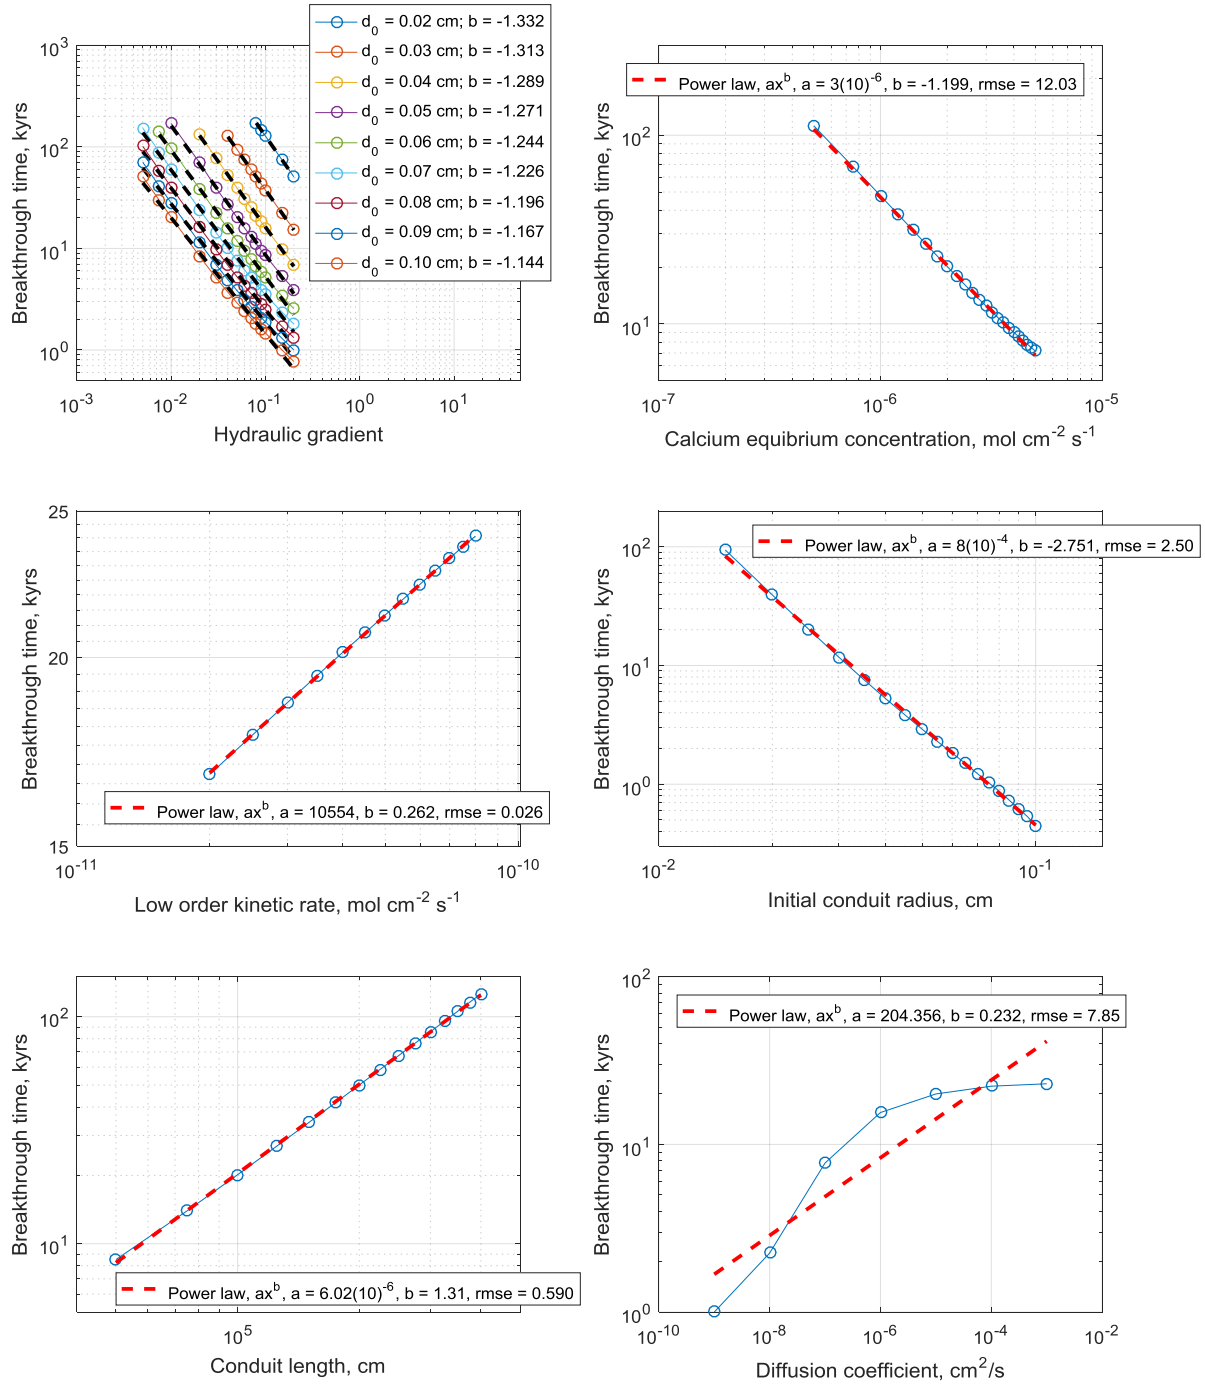 d0 = 0.02 cm; b = -1.332
d0 = 0.03 cm; b = -1.313
d0 = 0.04 cm; b = -1.289
d0 = 0.05 cm; b = -1.271
d0 = 0.06 cm; b = -1.244
d0 = 0.07 cm; b = -1.226
d0 = 0.08 cm; b = -1.196
d0 = 0.09 cm; b = -1.167
d0 = 0.10 cm; b = -1.144
Breakthrough time, kyrs
10^3
10^2
10^1
10^0
10^-3
10^-2
10^-1
10^0
10^1
Hydraulic gradient
Power law, ax^b, a = 3(10)^-6, b = -1.199, rmse = 12.03
Breakthrough time, kyrs
10^2
10^1
10^-7
10^-6
10^-5
Calcium equibrium concentration, mol cm^-2 s^-1
Breakthrough time, kyrs
25
20
15
Power law, ax^b, a = 10554, b = 0.262, rmse = 0.026
10^-11
10^-10
Low order kinetic rate, mol cm^-2 s^-1
Power law, ax^b, a = 8(10)^-4, b = -2.751, rmse = 2.50
Breakthrough time, kyrs
10^2
10^1
10^0
10^-2
10^-1
Initial conduit radius, cm
Breakthrough time, kyrs
10^2
10^1
Power law, ax^b, a = 6.02(10)^-6, b = 1.31, rmse = 0.590
10^5
Conduit length, cm
Power law, ax^b, a = 204.356, b = 0.232, rmse = 7.85
Breakthrough time, kyrs
10^2
10^1
10^0
10^-10
10^-8
10^-6
10^-4
10^-2
Diffusion coefficient, cm^2/s